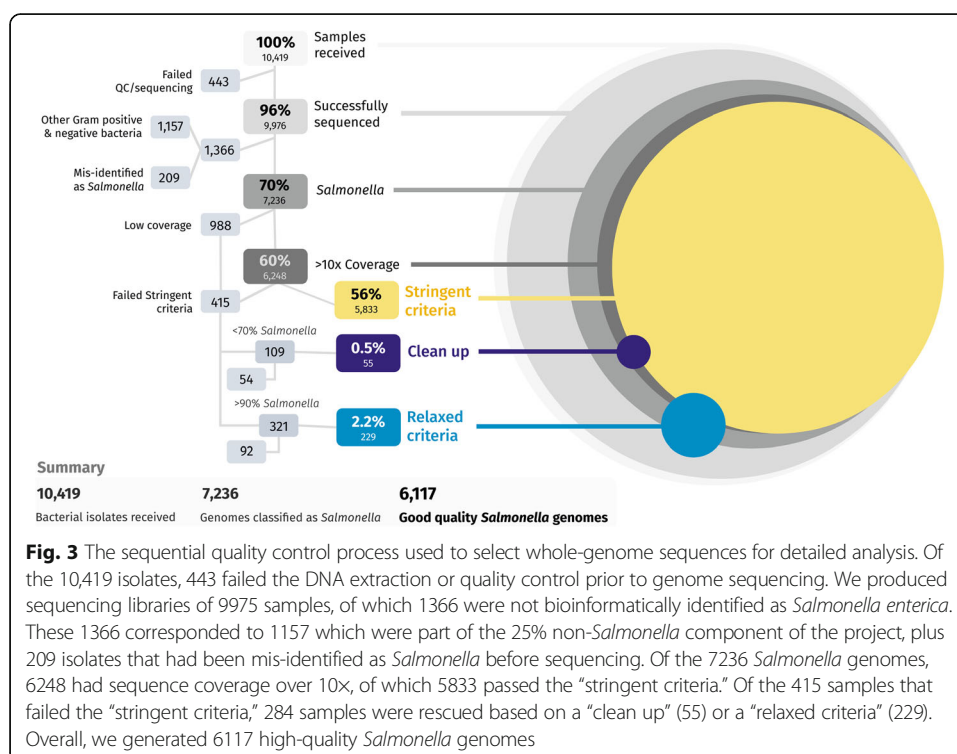 100%
10,419
Samples
received
Failed
QC/sequencing
443
96%
9,976
Successfully
sequenced
Other Gram positive
& negative bacteria
1,157
1,366
Mis-identified
as Salmonella
209
70%
7,236
Salmonella
Low coverage
988
60%
6,248
>10x Coverage
Failed Stringent
criteria
415
56%
5,833
Stringent
criteria
<70% Salmonella
109
54
0.5%
55
Clean up
>90% Salmonella
321
92
2.2%
229
Relaxed
criteria
Summary
10,419
Bacterial isolates received
7,236
Genomes classified as Salmonella
6,117
Good quality Salmonella genomes
Fig. 3 The sequential quality control process used to select whole-genome sequences for detailed analysis. Of
the 10,419 isolates, 443 failed the DNA extraction or quality control prior to genome sequencing. We produced
sequencing libraries of 9975 samples, of which 1366 were not bioinformatically identified as Salmonella enterica.
These 1366 corresponded to 1157 which were part of the 25% non-Salmonella component of the project, plus
209 isolates that had been mis-identified as Salmonella before sequencing. Of the 7236 Salmonella genomes,
6248 had sequence coverage over 10×, of which 5833 passed the “stringent criteria.” Of the 415 samples that
failed the “stringent criteria,” 284 samples were rescued based on a “clean up” (55) or a “relaxed criteria” (229).
Overall, we generated 6117 high-quality Salmonella genomes